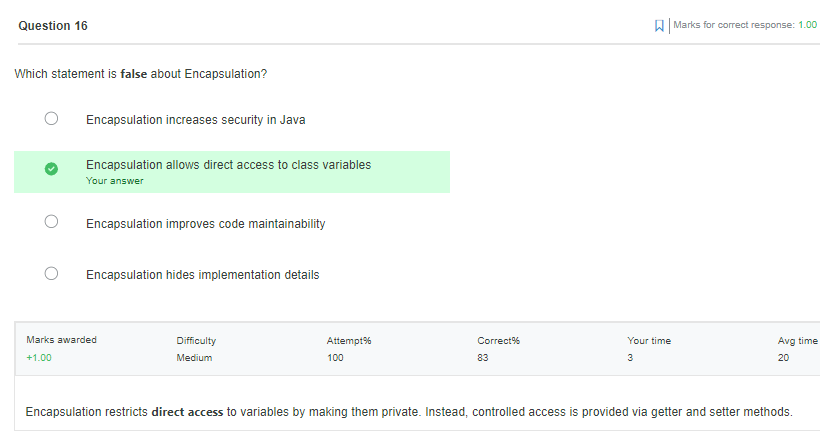 Question 16
Marks for correct response: 1.00
Which statement is false about Encapsulation?
Encapsulation increases security in Java
Encapsulation allows direct access to class variables
Your answer
Encapsulation improves code maintainability
Encapsulation hides implementation details
Marks awarded Difficulty Attempt% Correct% Your time Avg time
+1.00 Medium 100 83 3 20
Encapsulation restricts direct access to variables by making them private. Instead, controlled access is provided via getter and setter methods.